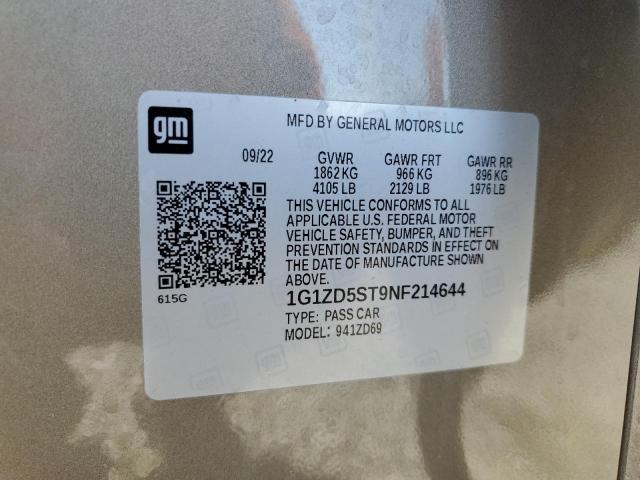 gm
MFD BY GENERAL MOTORS LLC
09/22 GVWR GAWR FRT GAWR RR
1862 KG 966 KG 896 KG
4105 LB 2129 LB 1976 LB
THIS VEHICLE CONFORMS TO ALL
APPLICABLE U.S. FEDERAL MOTOR
VEHICLE SAFETY, BUMPER, AND THEFT
PREVENTION STANDARDS IN EFFECT ON
THE DATE OF MANUFACTURE SHOWN
ABOVE.
615G
1G1ZD5ST9NF214644
TYPE: PASS CAR
MODEL: 941ZD69